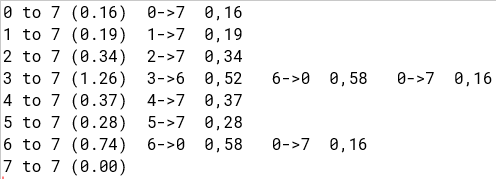 0 to 7 (0.16)  0->7  0,16
1 to 7 (0.19)  1->7  0,19
2 to 7 (0.34)  2->7  0,34
3 to 7 (1.26)  3->6  0,52   6->0  0,58   0->7  0,16
4 to 7 (0.37)  4->7  0,37
5 to 7 (0.28)  5->7  0,28
6 to 7 (0.74)  6->0  0,58   0->7  0,16
7 to 7 (0.00)